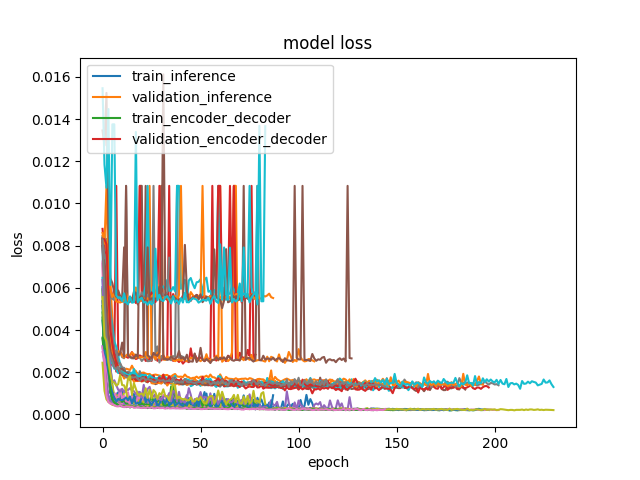 model loss
train_inference
validation_inference
train_encoder_decoder
validation_encoder_decoder
0.016
0.014
0.012
0.010
0.008
0.006
0.004
0.002
0.000
loss
0
50
100
150
200
epoch